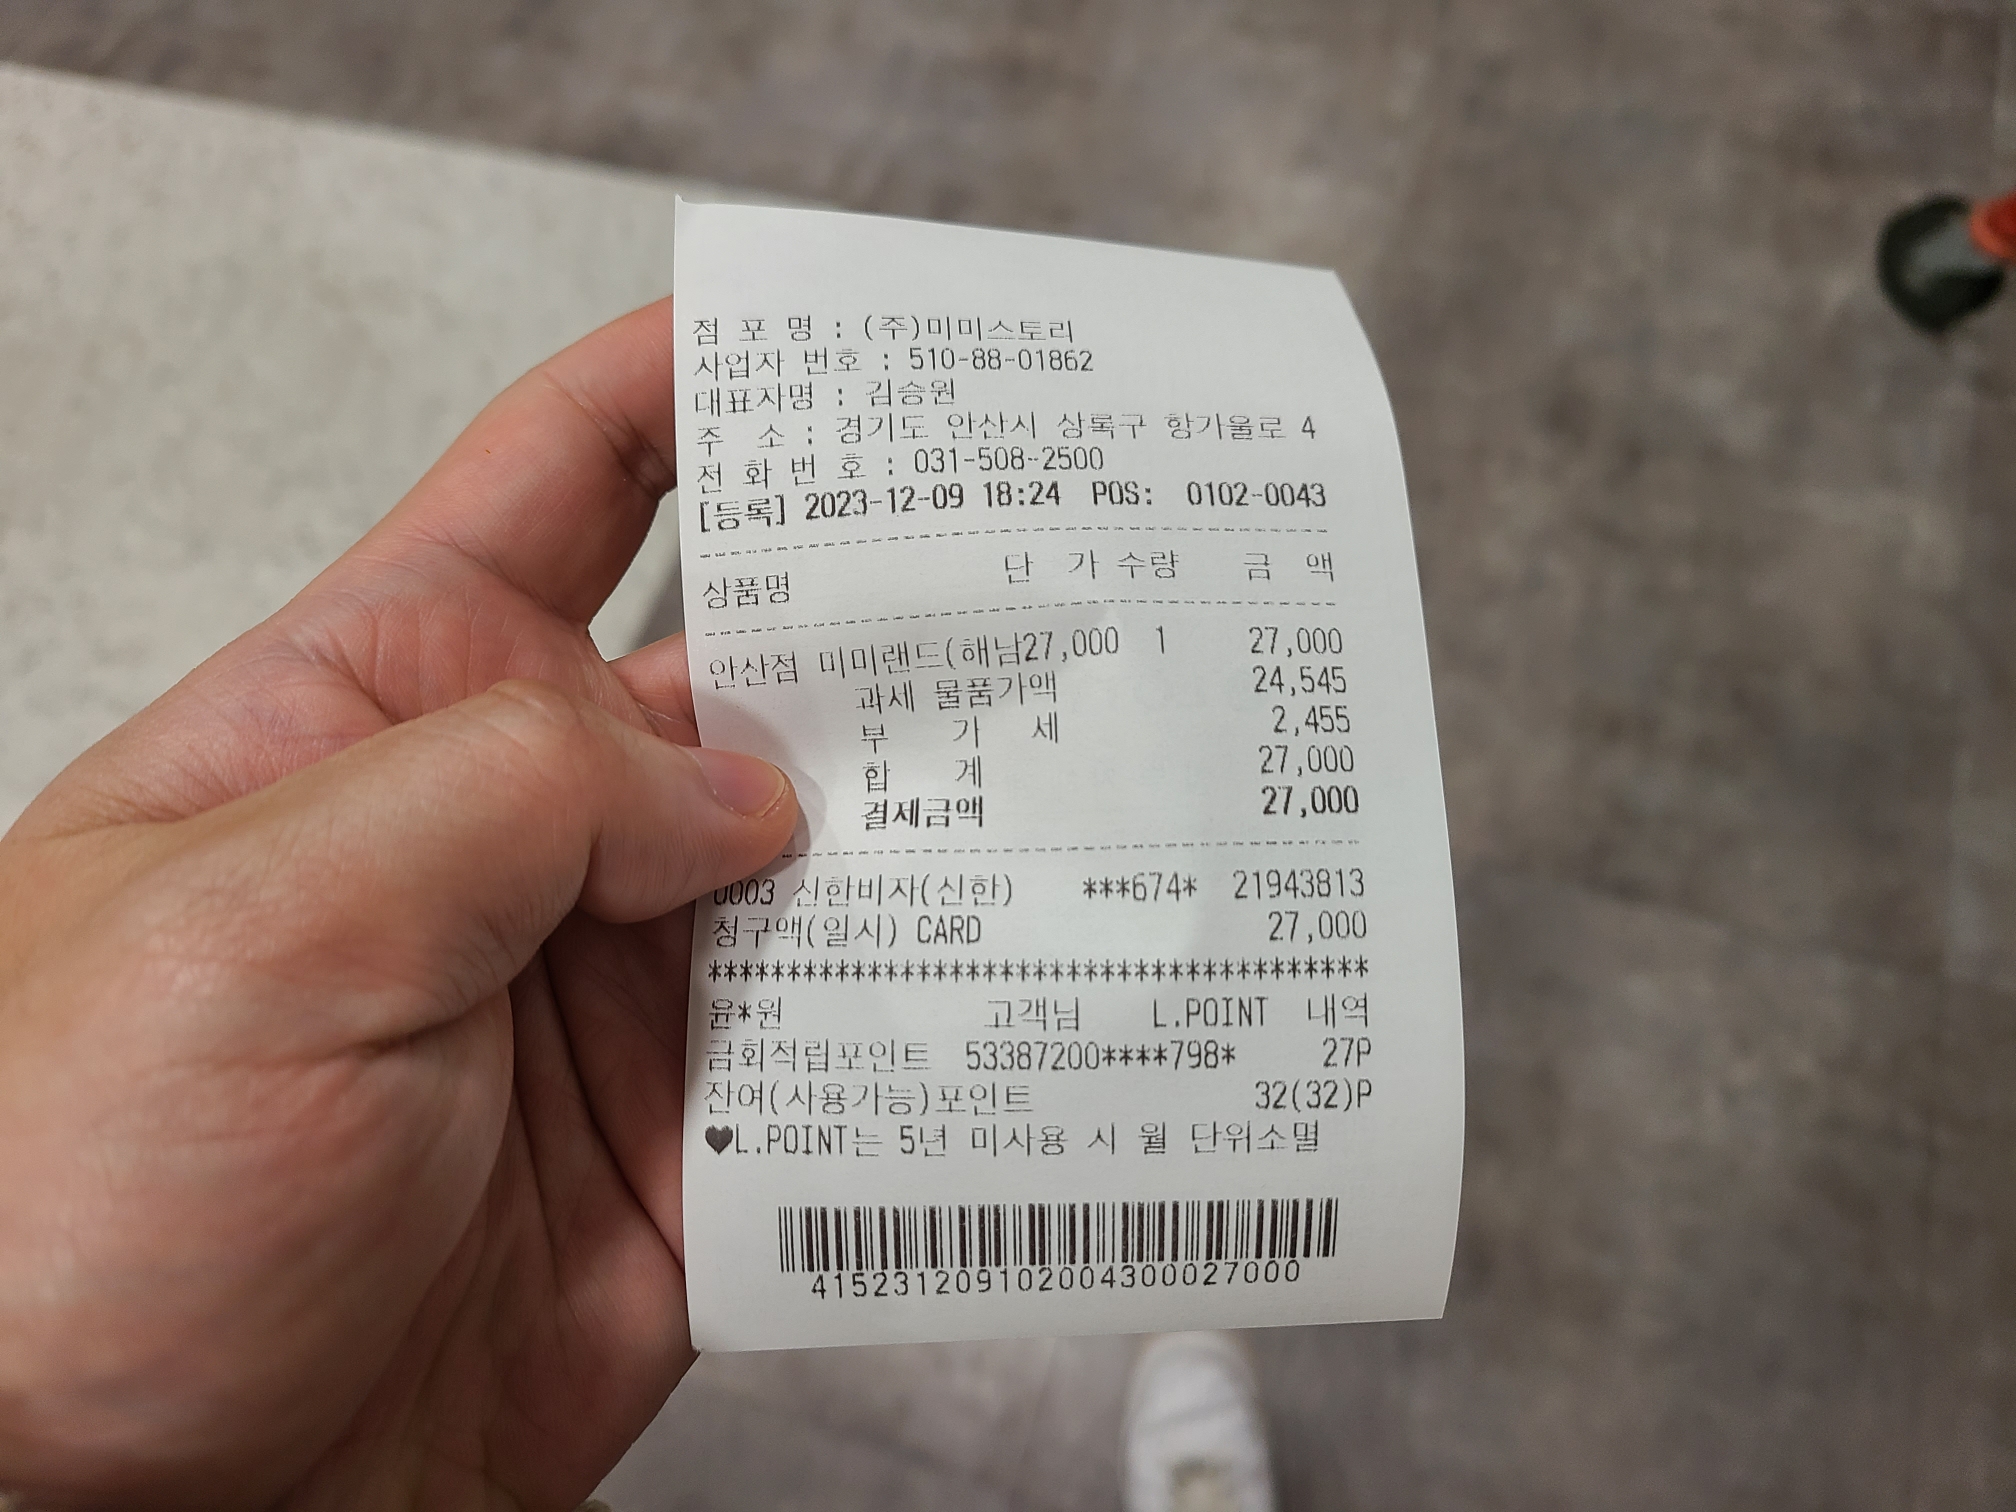 점 포 명 : (주)미미스토리
사업자 번호 : 510-88-01862
대표자명 : 김승원
주 소 : 경기도 안산시 상록구 항가울로 4
전 화 번 호 : 031-508-2500
[등록] 2023-12-09 18:24 POS: 0102-0043
상품명 단 가 수량 금 액
안산점 미미랜드(해남27,000 1 27,000
과세 물품가액 24,545
부 가 세 2,455
합 계 27,000
결제금액 27,000
0003 신한비자(신한) ***674* 21943813
청구액(일시) CARD 27,000
******************************************
윤*원 고객님 L.POINT 내역
금회적립포인트 53387200****798* 27P
잔여(사용가능)포인트 32(32)P
♥L.POINT는 5년 미사용 시 월 단위소멸
415231209102004300027000